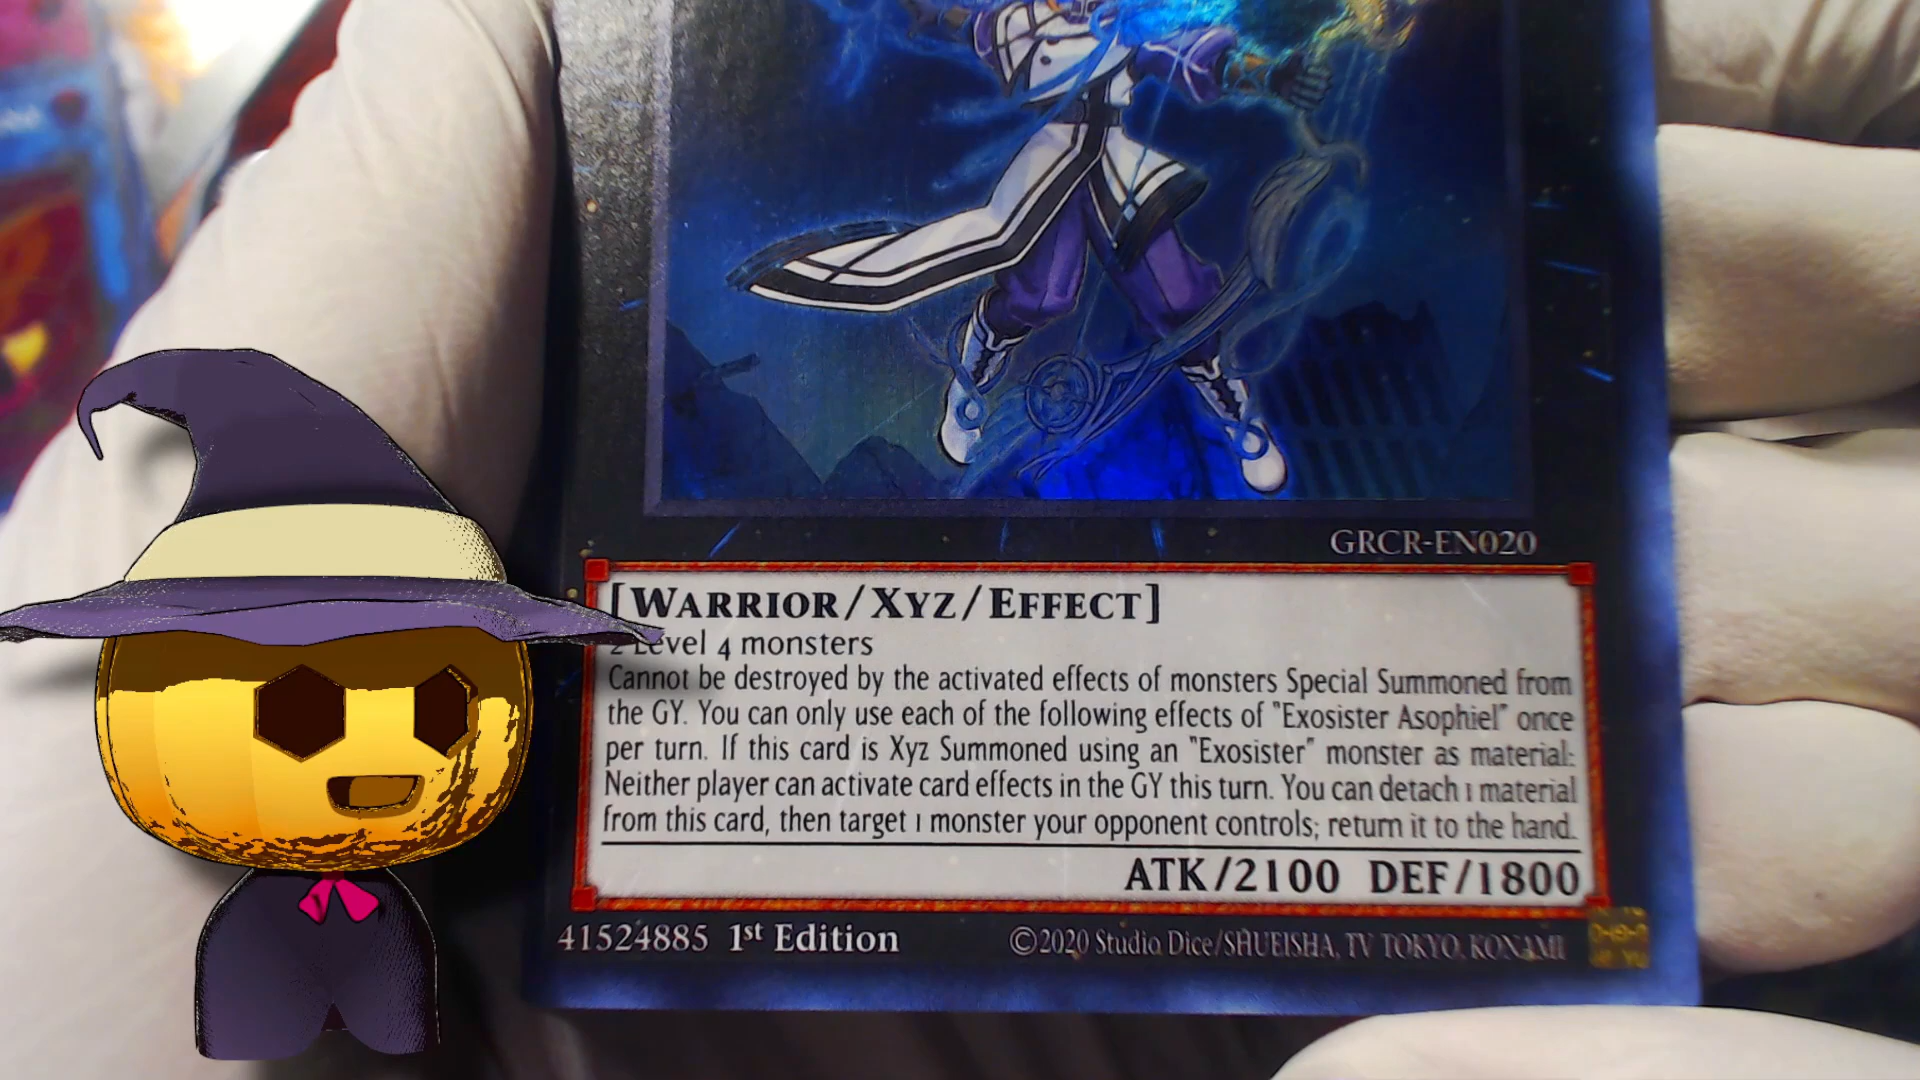 GRCR-EN020
[WARRIOR/XYZ/EFFECT]
2 Level 4 monsters
Cannot be destroyed by the activated effects of monsters Special Summoned from
the GY. You can only use each of the following effects of "Exosister Asophiel" once
per turn. If this card is Xyz Summoned using an "Exosister" monster as material:
Neither player can activate card effects in the GY this turn. You can detach 1 material
from this card, then target 1 monster your opponent controls; return it to the hand.
ATK/2100 DEF/1800
41524885 1st Edition
©2020 Studio Dice/SHUEISHA, TV TOKYO, KONAMI